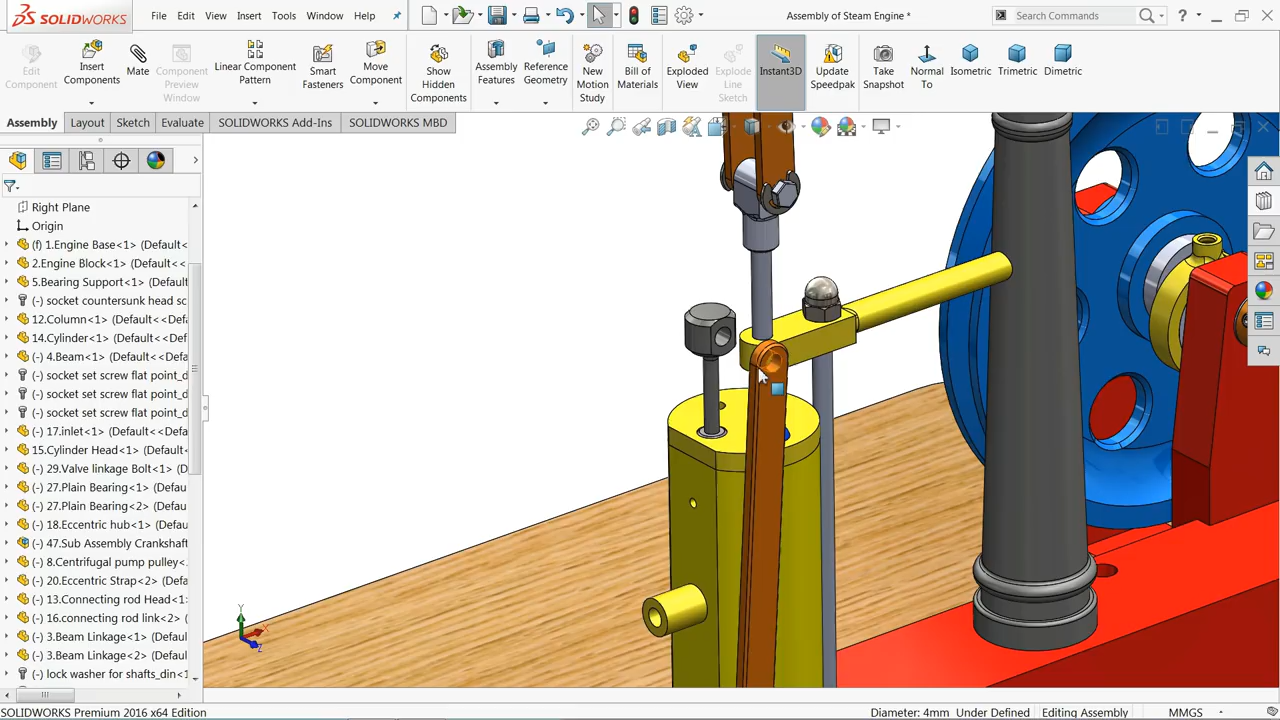 SOLIDWORKS
File Edit View Insert Tools Window Help
Assembly of Steam Engine *
Search Commands
Edit Component
Insert Components
Mate
Component Preview Window
Linear Component Pattern
Smart Fasteners
Move Component
Show Hidden Components
Assembly Features
Reference Geometry
New Motion Study
Bill of Materials
Exploded View
Explode Line Sketch
Instant3D
Update Speedpak
Take Snapshot
Normal To
Isometric
Trimetric
Dimetric
Assembly Layout Sketch Evaluate SOLIDWORKS Add-Ins SOLIDWORKS MBD
Right Plane
Origin
(f) 1.Engine Base<1> (Default<
2.Engine Block<1> (Default<<
5.Bearing Support<1> (Default
(-) socket countersunk head sc
12.Column<1> (Default<<Defa
14.Cylinder<1> (Default<<Def
(-) 4.Beam<1> (Default<<Defa
(-) socket set screw flat point_d
(-) socket set screw flat point_d
(-) socket set screw flat point_d
(-) 17.inlet<1> (Default<<Defau
15.Cylinder Head<1> (Default<
(-) 29.Valve linkage Bolt<1> (D
(-) 27.Plain Bearing<1> (Defaul
(-) 27.Plain Bearing<2> (Defaul
(-) 18.Eccentric hub<1> (Defau
(-) 47.Sub Assembly Crankshaft
(-) 8.Centrifugal pump pulley<
(-) 20.Eccentric Strap<2> (Defau
(-) 13.Connecting rod Head<1>
(-) 16.connecting rod link<2> (
(-) 3.Beam Linkage<1> (Default
(-) 3.Beam Linkage<2> (Default
(-) lock washer for shafts_din<1
Y
X
Z
SOLIDWORKS Premium 2016 x64 Edition
Diameter: 4mm Under Defined Editing Assembly MMGS